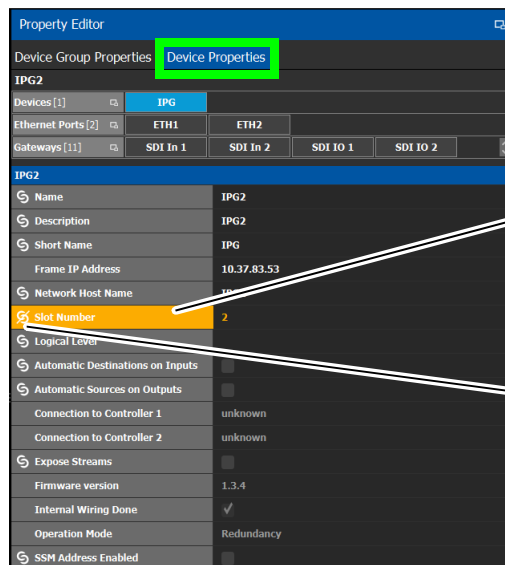 Property Editor
Device Group Properties Device Properties
IPG2
Devices [1] IPG
Ethernet Ports [2] ETH1 ETH2
Gateways [11] SDI In 1 SDI In 2 SDI IO 1 SDI IO 2
IPG2
Name IPG2
Description IPG2
Short Name IPG
Frame IP Address 10.37.83.53
Network Host Name
Slot Number 2
Logical Level
Automatic Destinations on Inputs
Automatic Sources on Outputs
Connection to Controller 1 unknown
Connection to Controller 2 unknown
Expose Streams
Firmware version 1.3.4
Internal Wiring Done
Operation Mode Redundancy
SSM Address Enabled